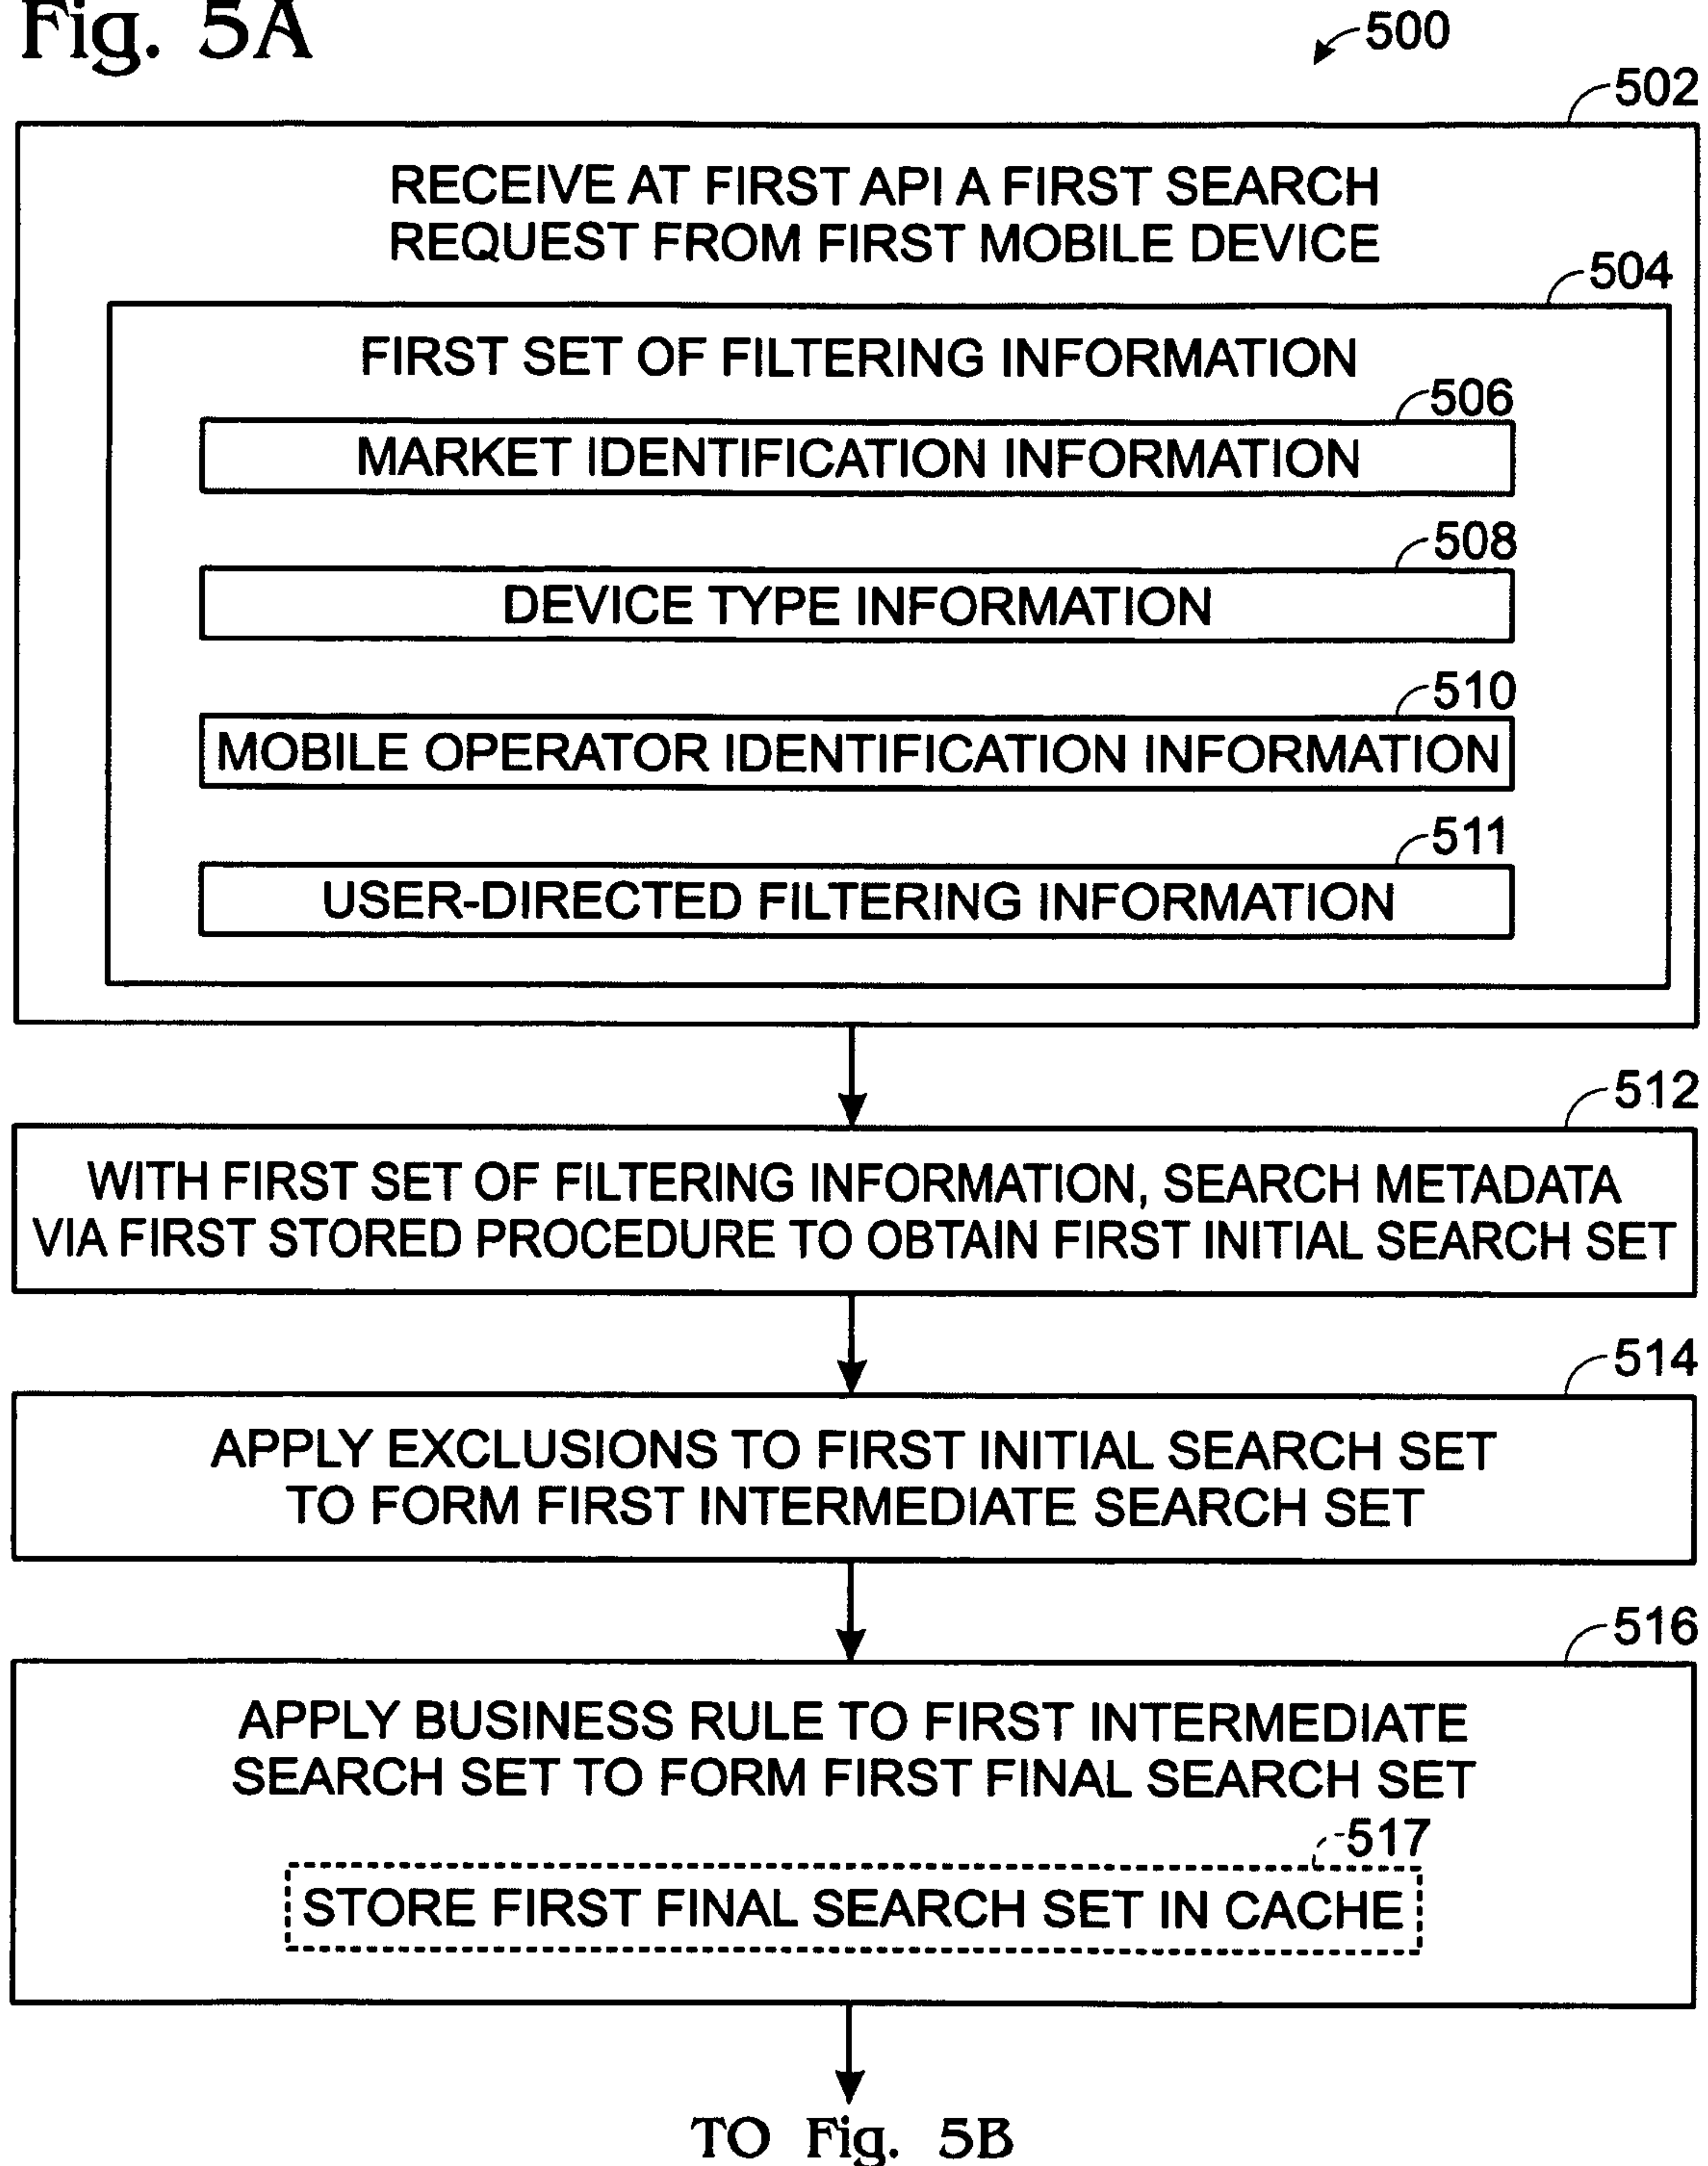 Fig. 5A
500
502
RECEIVE AT FIRST API A FIRST SEARCH
REQUEST FROM FIRST MOBILE DEVICE
504
FIRST SET OF FILTERING INFORMATION
506
MARKET IDENTIFICATION INFORMATION
508
DEVICE TYPE INFORMATION
510
MOBILE OPERATOR IDENTIFICATION INFORMATION
511
USER-DIRECTED FILTERING INFORMATION
512
WITH FIRST SET OF FILTERING INFORMATION, SEARCH METADATA
VIA FIRST STORED PROCEDURE TO OBTAIN FIRST INITIAL SEARCH SET
514
APPLY EXCLUSIONS TO FIRST INITIAL SEARCH SET
TO FORM FIRST INTERMEDIATE SEARCH SET
516
APPLY BUSINESS RULE TO FIRST INTERMEDIATE
SEARCH SET TO FORM FIRST FINAL SEARCH SET
517
STORE FIRST FINAL SEARCH SET IN CACHE
TO Fig. 5B